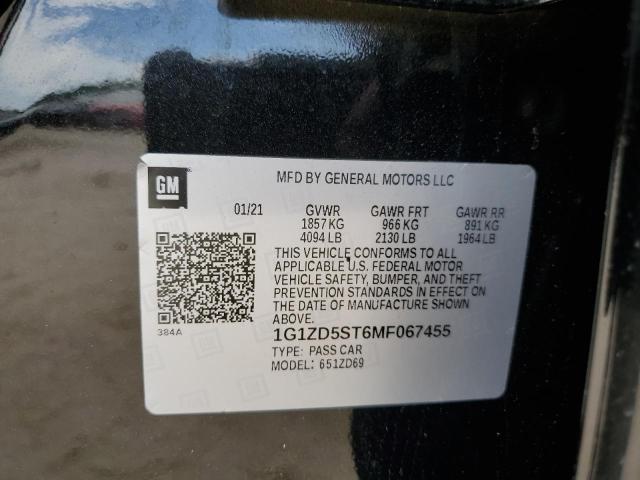 GM
MFD BY GENERAL MOTORS LLC
01/21 GVWR GAWR FRT GAWR RR
1857 KG 966 KG 891 KG
4094 LB 2130 LB 1964 LB
THIS VEHICLE CONFORMS TO ALL
APPLICABLE U.S. FEDERAL MOTOR
VEHICLE SAFETY, BUMPER, AND THEFT
PREVENTION STANDARDS IN EFFECT ON
THE DATE OF MANUFACTURE SHOWN
ABOVE.
384A
1G1ZD5ST6MF067455
TYPE: PASS CAR
MODEL: 651ZD69